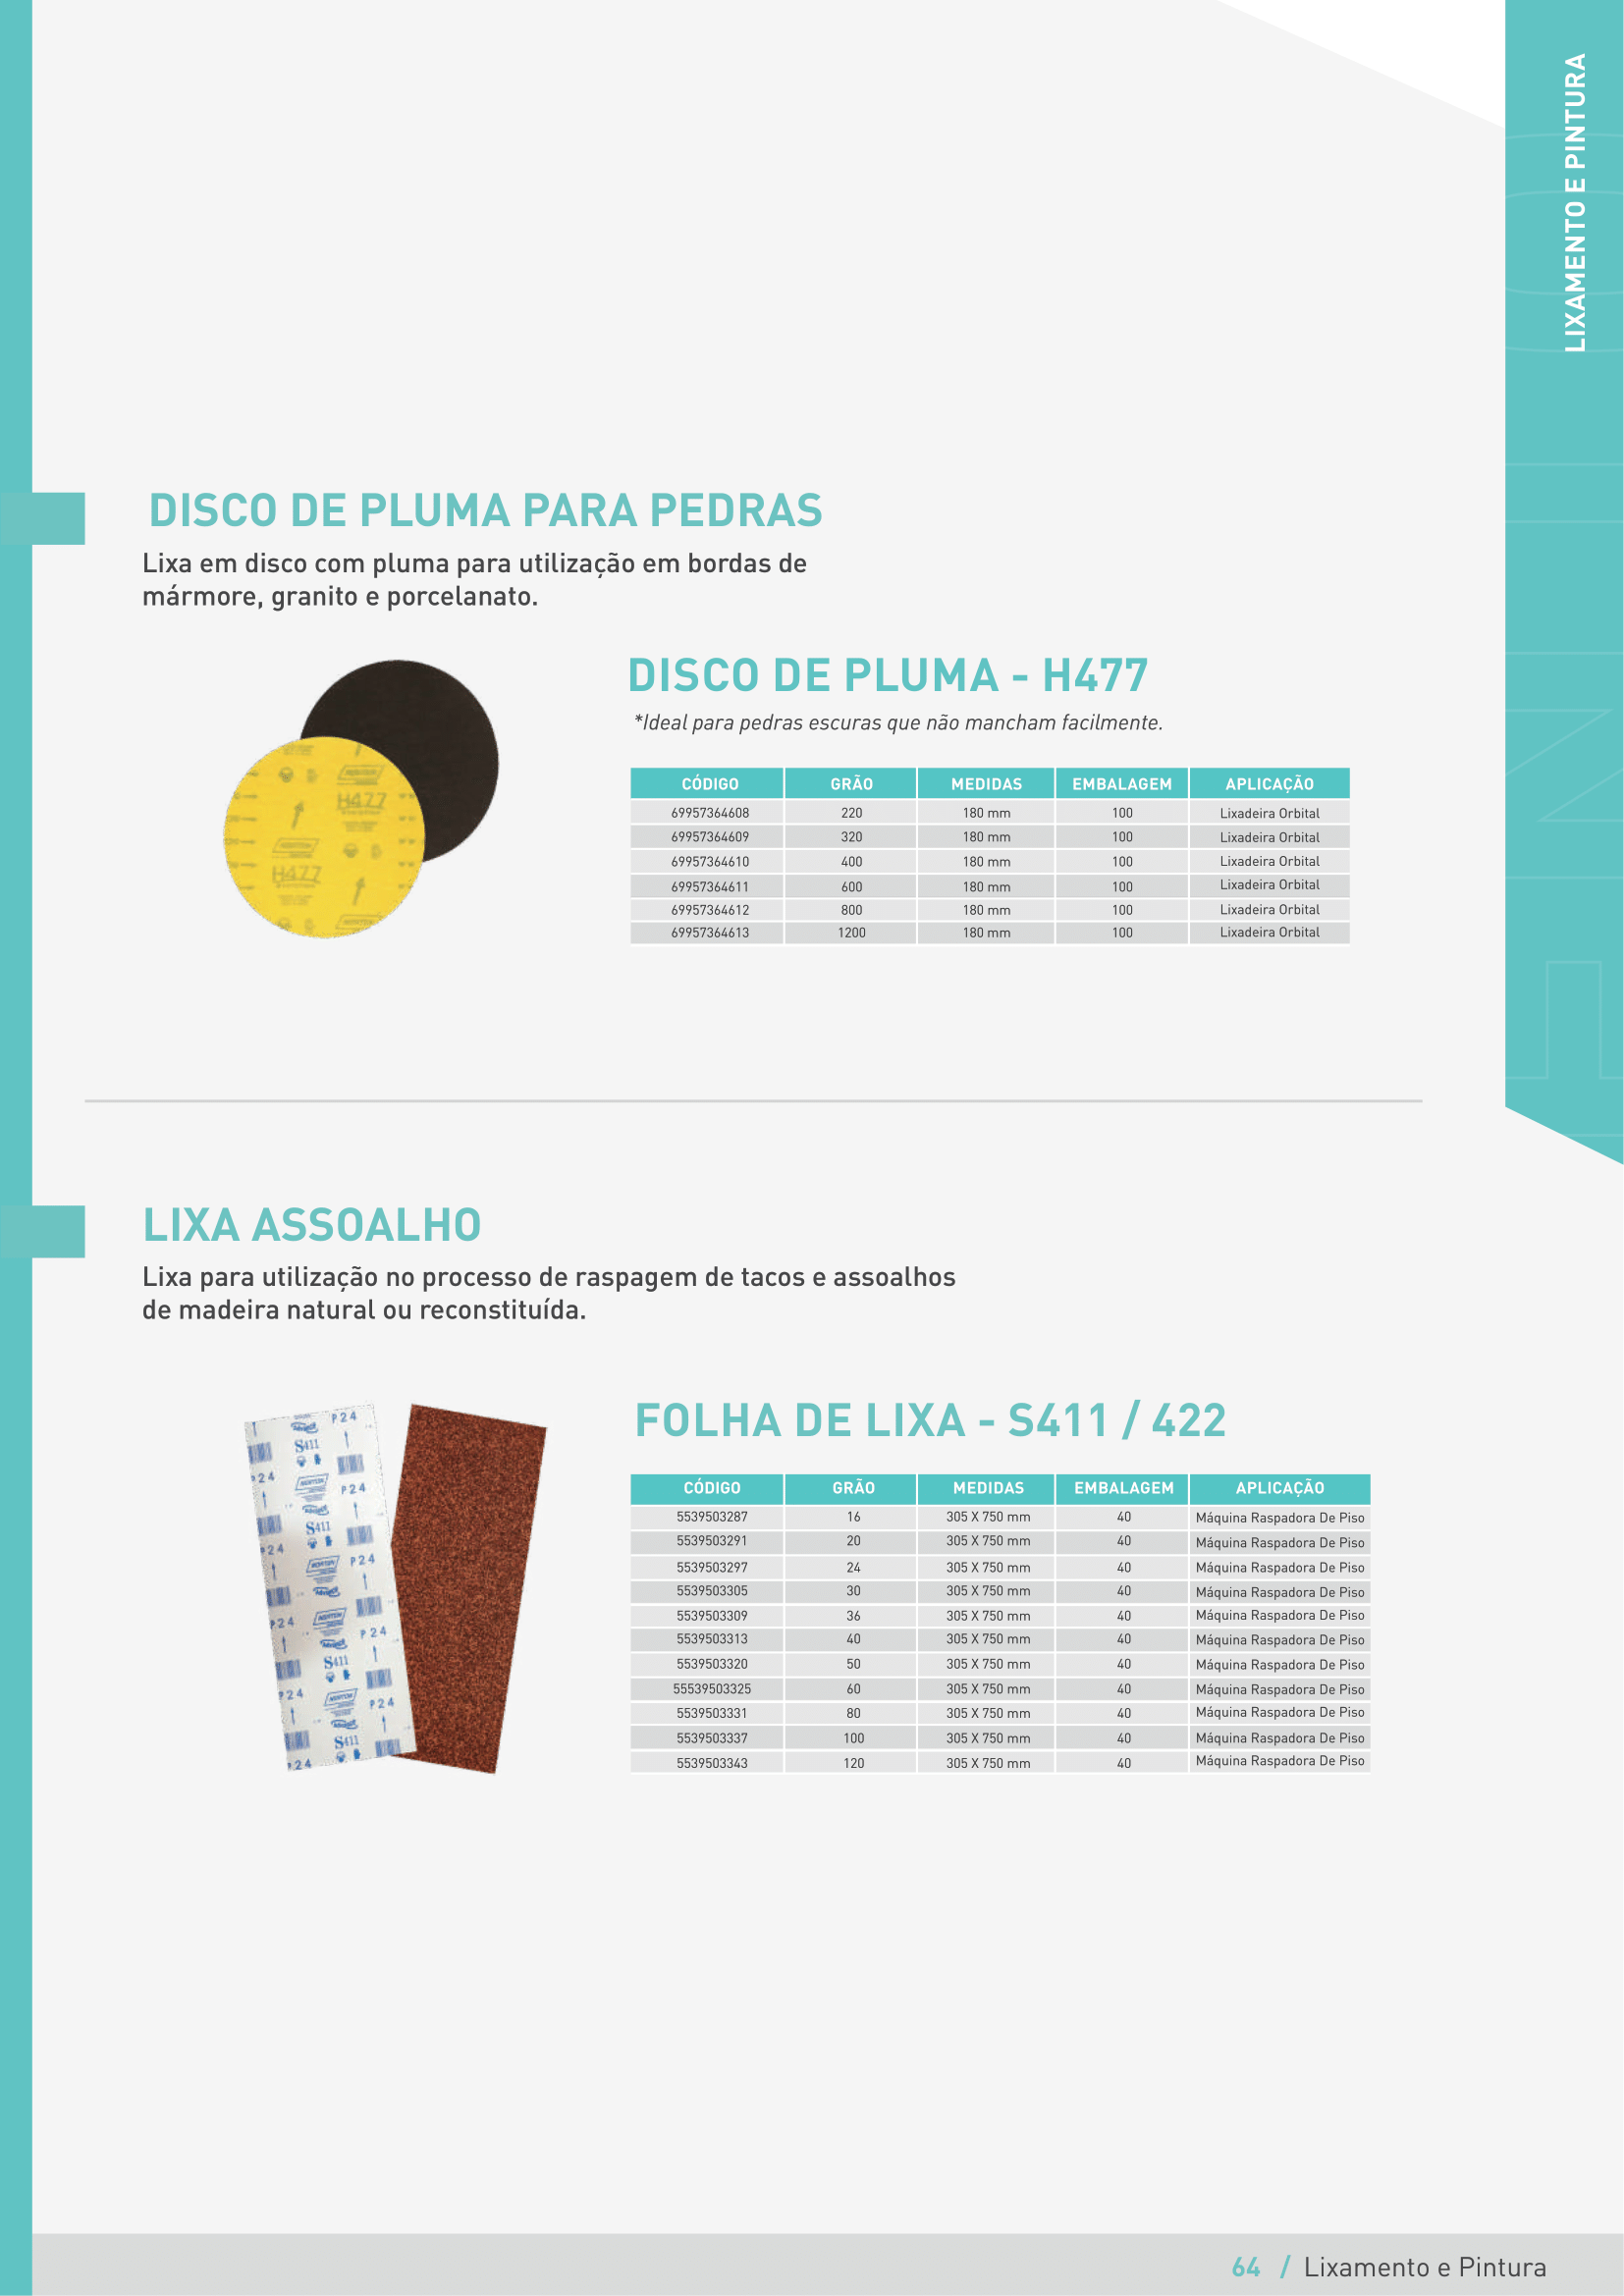 LIXAMENTO E PINTURA
DISCO DE PLUMA PARA PEDRAS
Lixa em disco com pluma para utilização em bordas de
mármore, granito e porcelanato.
H477
H477
DISCO DE PLUMA - H477
*Ideal para pedras escuras que não mancham facilmente.
CÓDIGO GRÃO MEDIDAS EMBALAGEM APLICAÇÃO
69957364608 220 180 mm 100 Lixadeira Orbital
69957364609 320 180 mm 100 Lixadeira Orbital
69957364610 400 180 mm 100 Lixadeira Orbital
69957364611 600 180 mm 100 Lixadeira Orbital
69957364612 800 180 mm 100 Lixadeira Orbital
69957364613 1200 180 mm 100 Lixadeira Orbital
LIXA ASSOALHO
Lixa para utilização no processo de raspagem de tacos e assoalhos
de madeira natural ou reconstituída.
P24
S411
NORTON
P24
S411
P24
NORTON
P24
S411
P24
NORTON
P24
S411
FOLHA DE LIXA - S411 / 422
CÓDIGO GRÃO MEDIDAS EMBALAGEM APLICAÇÃO
5539503287 16 305 X 750 mm 40 Máquina Raspadora De Piso
5539503291 20 305 X 750 mm 40 Máquina Raspadora De Piso
5539503297 24 305 X 750 mm 40 Máquina Raspadora De Piso
5539503305 30 305 X 750 mm 40 Máquina Raspadora De Piso
5539503309 36 305 X 750 mm 40 Máquina Raspadora De Piso
5539503313 40 305 X 750 mm 40 Máquina Raspadora De Piso
5539503320 50 305 X 750 mm 40 Máquina Raspadora De Piso
55539503325 60 305 X 750 mm 40 Máquina Raspadora De Piso
5539503331 80 305 X 750 mm 40 Máquina Raspadora De Piso
5539503337 100 305 X 750 mm 40 Máquina Raspadora De Piso
5539503343 120 305 X 750 mm 40 Máquina Raspadora De Piso
64 / Lixamento e Pintura